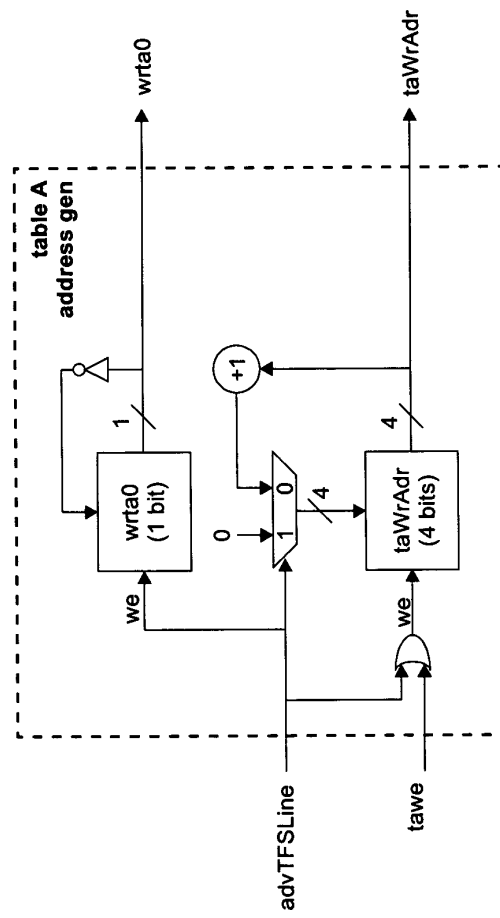 table A
address gen
wrta0
wrta0
(1 bit)
we
1
+1
0
1 0
4
advTFSLine
taWrAdr
(4 bits)
we
4
taWrAdr
tawe